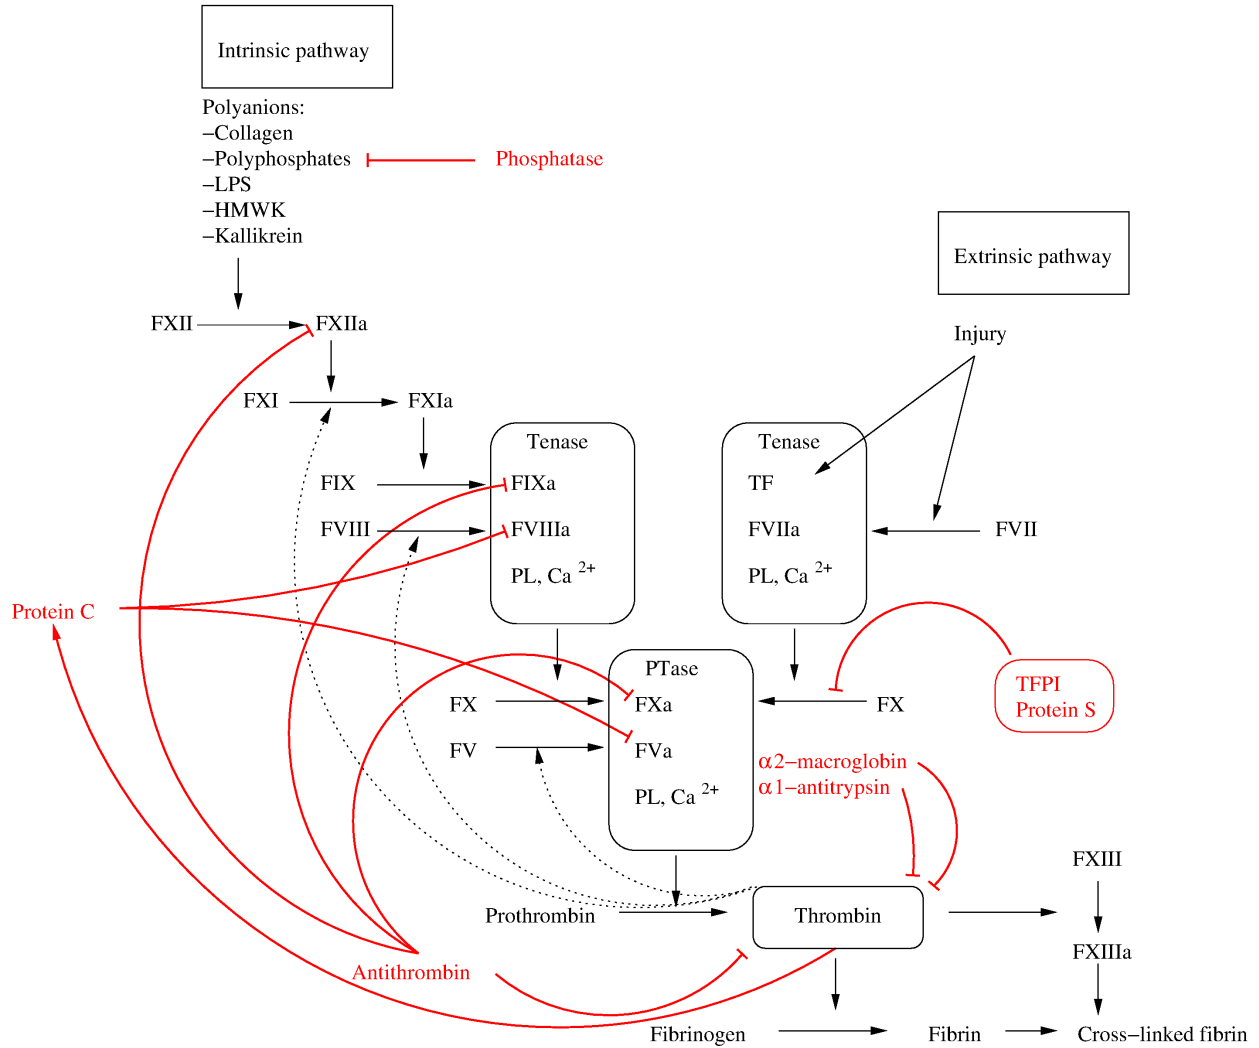 Intrinsic pathway
Polyanions:
−Collagen
−Polyphosphates
Phosphatase
−LPS
−HMWK
−Kallikrein
Extrinsic pathway
Injury
FXII
FXIIa
FXI
FXIa
Tenase
FIX
FIXa
FVIII
FVIIIa
PL, Ca 2+
Tenase
TF
FVIIa
FVII
PL, Ca 2+
Protein C
PTase
FX
FXa
FX
FV
FVa
PL, Ca 2+
TFPI
Protein S
α2−macroglobin
α1−antitrypsin
FXIII
Prothrombin
Thrombin
FXIIIa
Antithrombin
Fibrinogen
Fibrin
Cross−linked fibrin